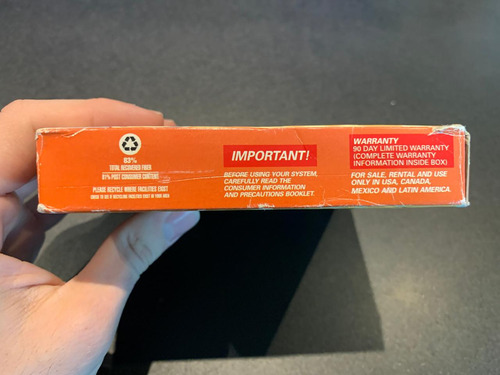 83%
TOTAL RECOVERED FIBER
PLEASE RECYCLE WHERE FACILITIES EXIST
IMPORTANT!
BEFORE USING YOUR SYSTEM,
CAREFULLY READ THE
CONSUMER INFORMATION
AND PRECAUTIONS BOOKLET.
WARRANTY
90 DAY LIMITED WARRANTY
(COMPLETE WARRANTY
INFORMATION INSIDE BOX)
FOR SALE, RENTAL AND USE
ONLY IN USA, CANADA,
MEXICO AND LATIN AMERICA.